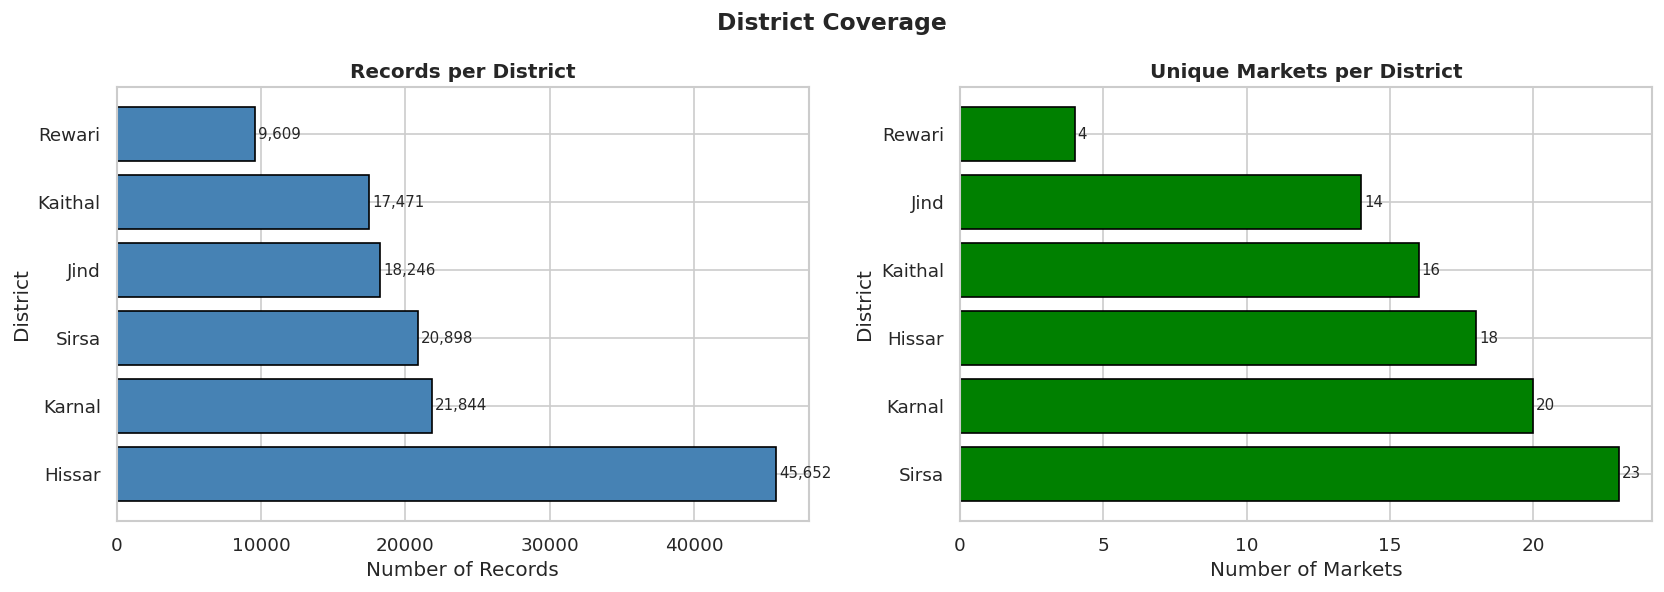 District Coverage
Records per District
District
Rewari 9,609
Kaithal 17,471
Jind 18,246
Sirsa 20,898
Karnal 21,844
Hissar 45,652
0 10000 20000 30000 40000
Number of Records
Unique Markets per District
District
Rewari 4
Jind 14
Kaithal 16
Hissar 18
Karnal 20
Sirsa 23
0 5 10 15 20
Number of Markets